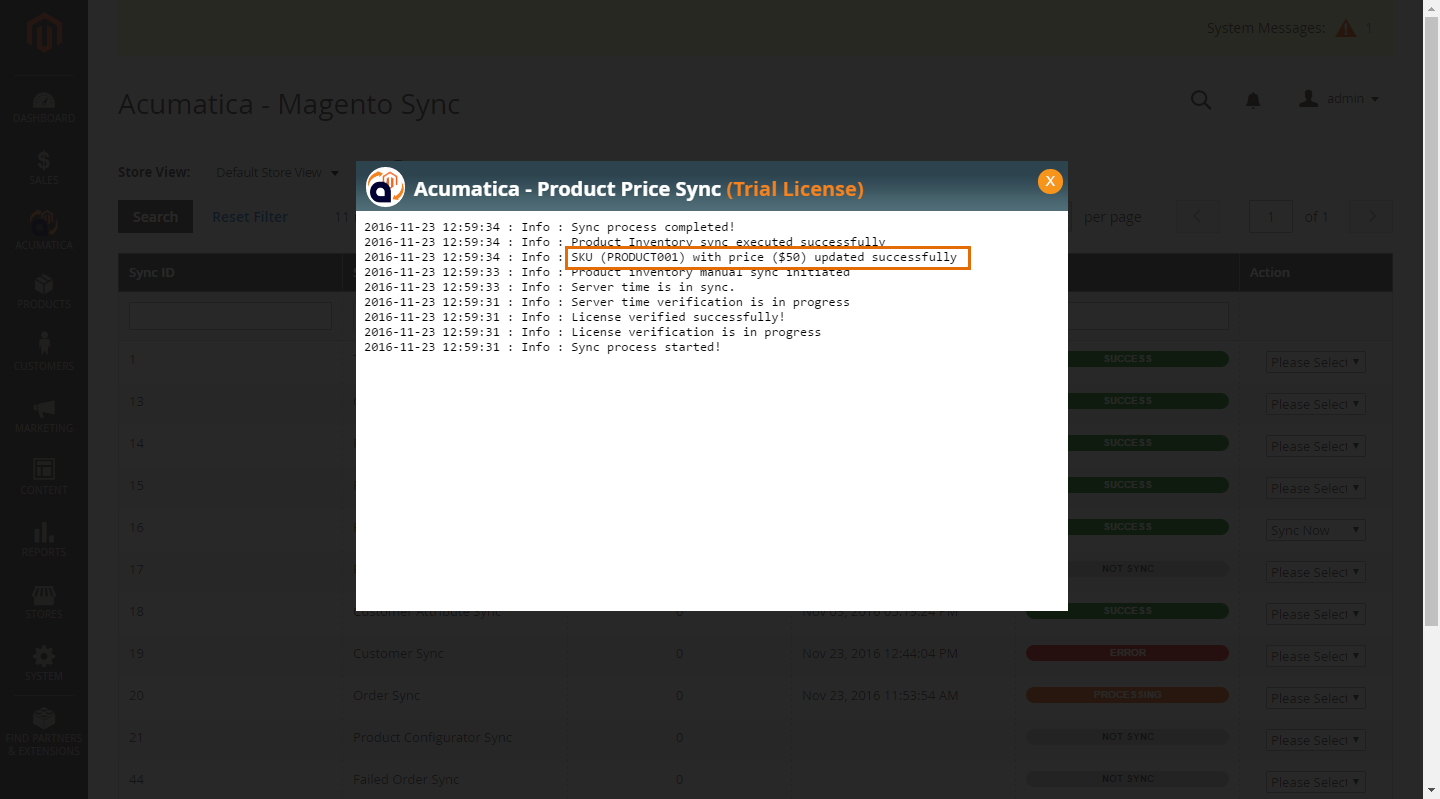 System Messages: 1
Acumatica - Magento Sync
admin
DASHBOARD
SALES
ACUMATICA
PRODUCTS
CUSTOMERS
MARKETING
CONTENT
REPORTS
STORES
SYSTEM
FIND PARTNERS
& EXTENSIONS
Store View: Default Store View
Search Reset Filter 11
per page 1 of 1
Acumatica - Product Price Sync (Trial License) X
2016-11-23 12:59:34 : Info : Sync process completed!
2016-11-23 12:59:34 : Info : Product Inventory sync executed successfully
2016-11-23 12:59:34 : Info : SKU (PRODUCT001) with price ($50) updated successfully
2016-11-23 12:59:33 : Info : Product inventory manual sync initiated
2016-11-23 12:59:33 : Info : Server time is in sync.
2016-11-23 12:59:31 : Info : Server time verification is in progress
2016-11-23 12:59:31 : Info : License verified successfully!
2016-11-23 12:59:31 : Info : License verification is in progress
2016-11-23 12:59:31 : Info : Sync process started!
Sync ID Action
1 SUCCESS Please Select
13 SUCCESS Please Select
14 SUCCESS Please Select
15 SUCCESS Please Select
16 SUCCESS Sync Now
17 NOT SYNC Please Select
18 Customer Attribute Sync 0 SUCCESS Please Select
19 Customer Sync 0 Nov 23, 2016 12:44:04 PM ERROR Please Select
20 Order Sync 0 Nov 23, 2016 11:53:54 AM PROCESSING Please Select
21 Product Configurator Sync 0 NOT SYNC Please Select
44 Failed Order Sync 0 NOT SYNC Please Select